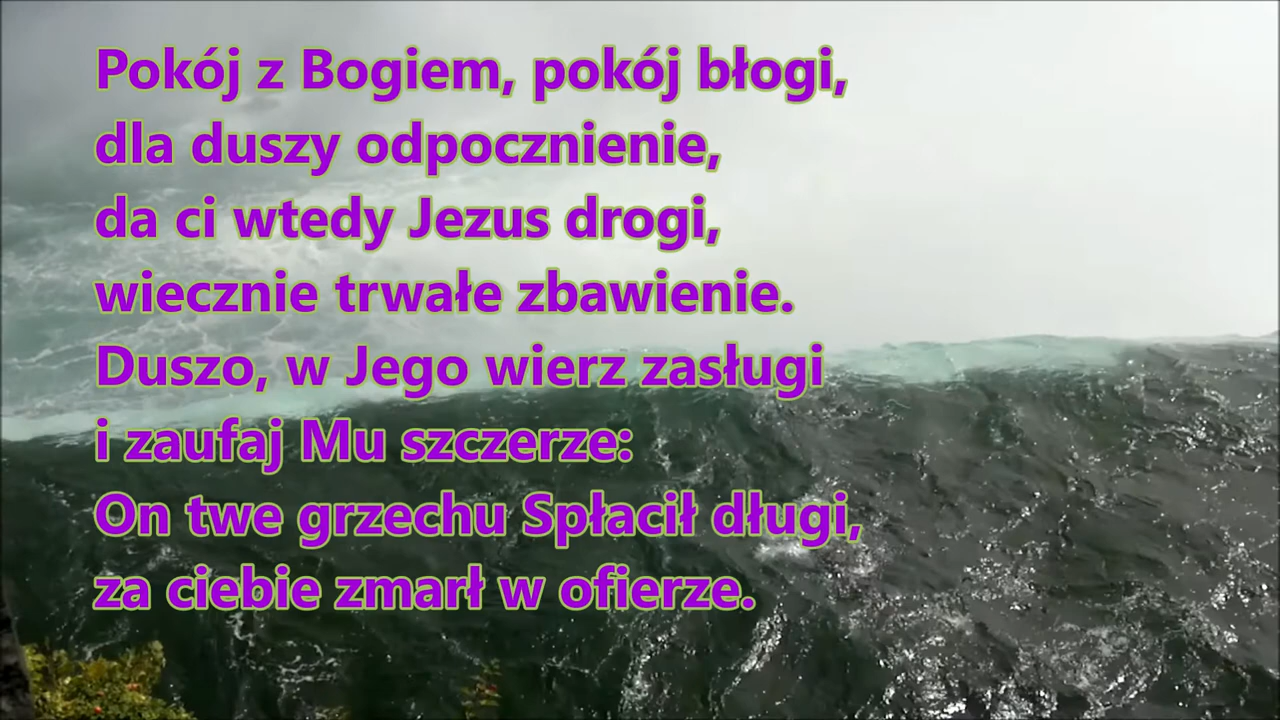 Pokój z Bogiem, pokój błogi,
dla duszy odpocznienie,
da ci wtedy Jezus drogi,
wiecznie trwałe zbawienie.
Duszo, w Jego wierz zasługi
i zaufaj Mu szczerze:
On twe grzechu Spłacił długi,
za ciebie zmarł w ofierze.